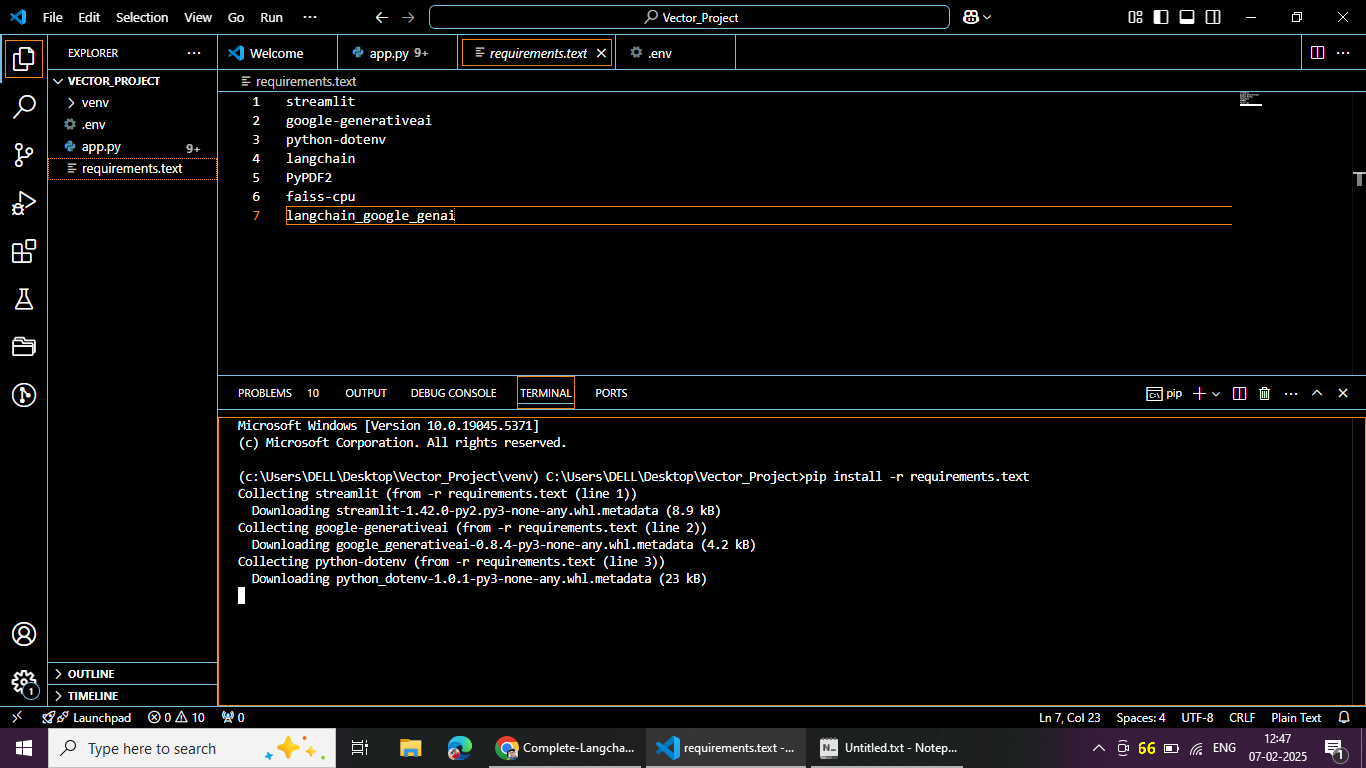 File Edit Selection View Go Run ··· Vector_Project
EXPLORER ···
VECTOR_PROJECT
venv
.env
app.py 9+
requirements.text
OUTLINE
TIMELINE
Welcome app.py 9+ requirements.text .env
requirements.text
1 streamlit
2 google-generativeai
3 python-dotenv
4 langchain
5 PyPDF2
6 faiss-cpu
7 langchain_google_genai
PROBLEMS 10 OUTPUT DEBUG CONSOLE TERMINAL PORTS pip
Microsoft Windows [Version 10.0.19045.5371]
(c) Microsoft Corporation. All rights reserved.
(c:\Users\DELL\Desktop\Vector_Project\venv) C:\Users\DELL\Desktop\Vector_Project>pip install -r requirements.text
Collecting streamlit (from -r requirements.text (line 1))
Downloading streamlit-1.42.0-py2.py3-none-any.whl.metadata (8.9 kB)
Collecting google-generativeai (from -r requirements.text (line 2))
Downloading google_generativeai-0.8.4-py3-none-any.whl.metadata (4.2 kB)
Collecting python-dotenv (from -r requirements.text (line 3))
Downloading python_dotenv-1.0.1-py3-none-any.whl.metadata (23 kB)
1
Launchpad 0 10 0 Ln 7, Col 23 Spaces: 4 UTF-8 CRLF Plain Text
Type here to search Complete-Langcha... requirements.text -... Untitled.txt - Notep... 66 ENG 12:47
07-02-2025 1